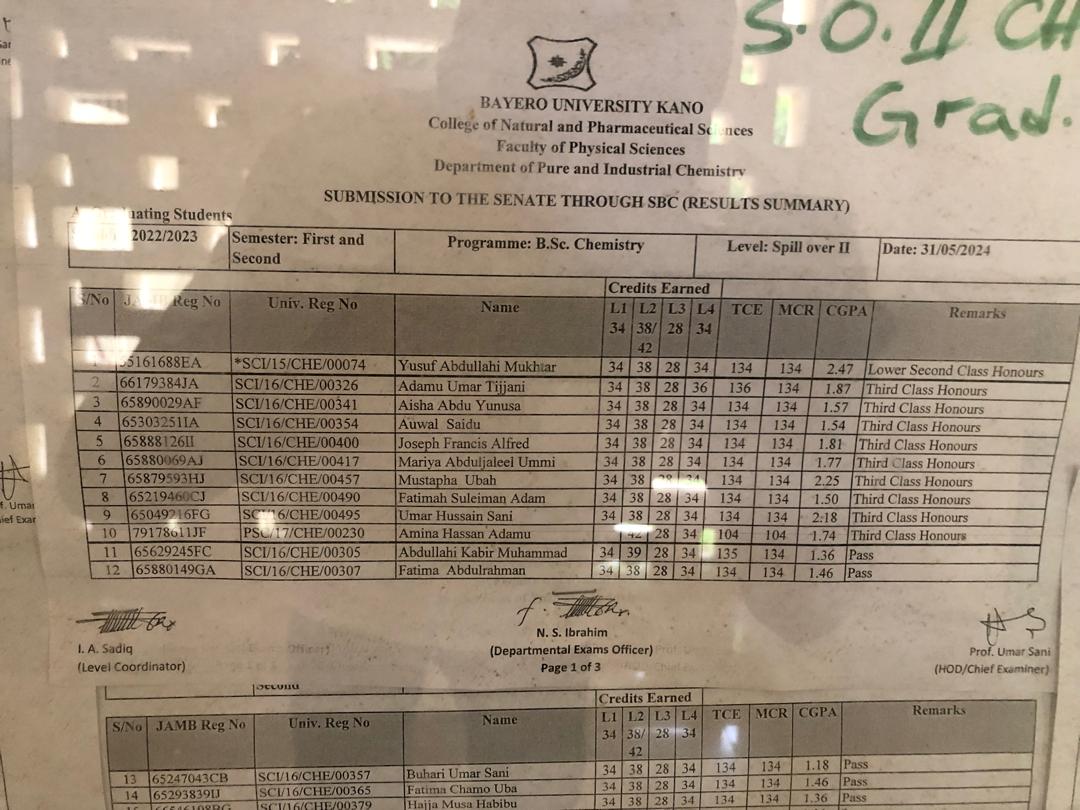 S.O.II CH
Grad.
BAYERO UNIVERSITY KANO
College of Natural and Pharmaceutical Sciences
Faculty of Physical Sciences
Department of Pure and Industrial Chemistry
SUBMISSION TO THE SENATE THROUGH SBC (RESULTS SUMMARY)
Students
2022/2023 Semester: First and Second Programme: B.Sc. Chemistry Level: Spill over II Date: 31/05/2024
Credits Earned
S/No JAMB Reg No Univ. Reg No Name L1 34 L2 38/42 L3 28 L4 34 TCE MCR CGPA Remarks
1 *SCI/15/CHE/00074 Yusuf Abdullahi Mukhtar 34 38 28 34 134 134 2.47 Lower Second Class Honours
2 66179384JA SCI/16/CHE/00326 Adamu Umar Tijjani 34 38 28 36 136 134 1.87 Third Class Honours
3 65890029AF SCI/16/CHE/00341 Aisha Abdu Yunusa 34 38 28 34 134 134 1.57 Third Class Honours
4 65303251IA SCI/16/CHE/00354 Auwal Saidu 34 38 28 34 134 134 1.54 Third Class Honours
5 65888126II SCI/16/CHE/00400 Joseph Francis Alfred 34 38 28 34 134 134 1.81 Third Class Honours
6 65880069AJ SCI/16/CHE/00417 Mariya Abduljaleel Ummi 34 38 28 34 134 134 1.77 Third Class Honours
7 65879593HJ SCI/16/CHE/00457 Mustapha Ubah 34 38 28 34 134 134 2.25 Third Class Honours
8 65219460CJ SCI/16/CHE/00490 Fatimah Suleiman Adam 34 38 28 34 134 134 1.50 Third Class Honours
9 65049216FG SCI/16/CHE/00495 Umar Hussain Sani 34 38 28 34 134 134 2.18 Third Class Honours
10 79178611JF PSC/17/CHE/00230 Amina Hassan Adamu 42 28 34 104 104 1.74 Third Class Honours
11 65629245FC SCI/16/CHE/00305 Abdullahi Kabir Muhammad 34 39 28 34 135 134 1.36 Pass
12 65880149GA SCI/16/CHE/00307 Fatima Abdulrahman 34 38 28 34 134 134 1.46 Pass
I. A. Sadiq
(Level Coordinator)
N. S. Ibrahim
(Departmental Exams Officer)
Page 1 of 3
Prof. Umar Sani
(HOD/Chief Examiner)
Second
Credits Earned
S/No JAMB Reg No Univ. Reg No Name L1 34 L2 38/42 L3 28 L4 34 TCE MCR CGPA Remarks
13 65247043CB SCI/16/CHE/00357 Buhari Umar Sani 34 38 28 34 134 134 1.18 Pass
14 65293839IJ SCI/16/CHE/00365 Fatima Chamo Uba 34 38 28 34 134 134 1.46 Pass
SCI/16/CHE/00379 Hajja Musa Habibu 34 38 28 34 134 134 1.36 Pass